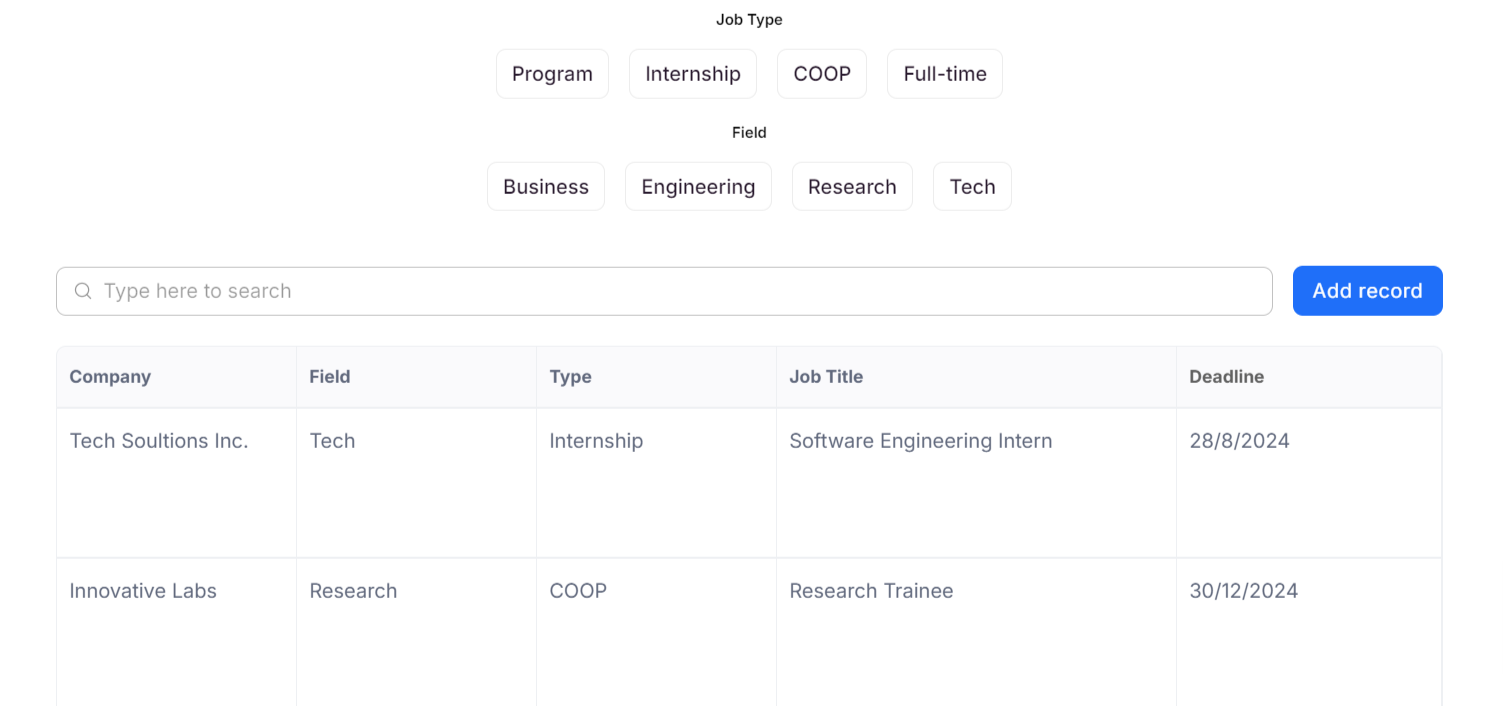 Job Type
Program Internship COOP Full-time
Field
Business Engineering Research Tech
Type here to search Add record
Company Field Type Job Title Deadline
Tech Soultions Inc. Tech Internship Software Engineering Intern 28/8/2024
Innovative Labs Research COOP Research Trainee 30/12/2024